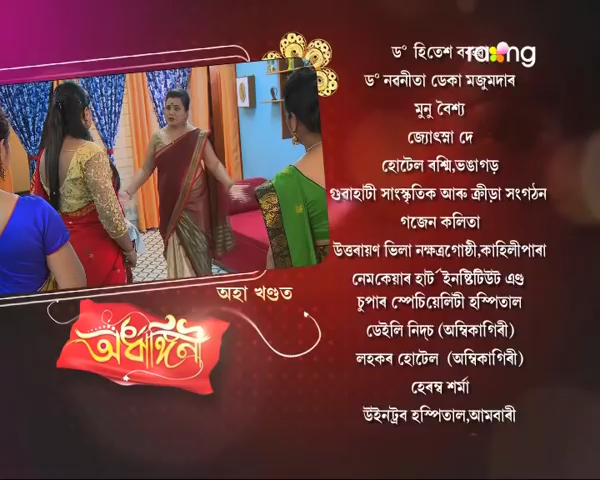 ড° হিতেশ
rang
ড° নবনীতা ডেকা মজুমদাৰ
মুনু বৈশ্য
জ্যোৎস্না দে
হোটেল ৰশ্মি,ভঙাগড়
গুৱাহাটী সাংস্কৃতিক আৰু ক্ৰীড়া সংগঠন
গজেন কলিতা
উত্তৰায়ণ ভিলা নক্ষত্ৰগোষ্ঠী,কাহিলীপাৰা
নেমকেয়াৰ হাৰ্ট ইনষ্টিটিউট এণ্ড
চুপাৰ স্পেচিয়েলিটী হস্পিতাল
ডেইলি নিদ্চ (অম্বিকাগিৰী)
লহকৰ হোটেল (অম্বিকাগিৰী)
হেৰম্ব শৰ্মা
উইনট্ৰব হস্পিতাল,আমবাৰী
অহা খণ্ডত
অৰ্ধাঙ্গিনী